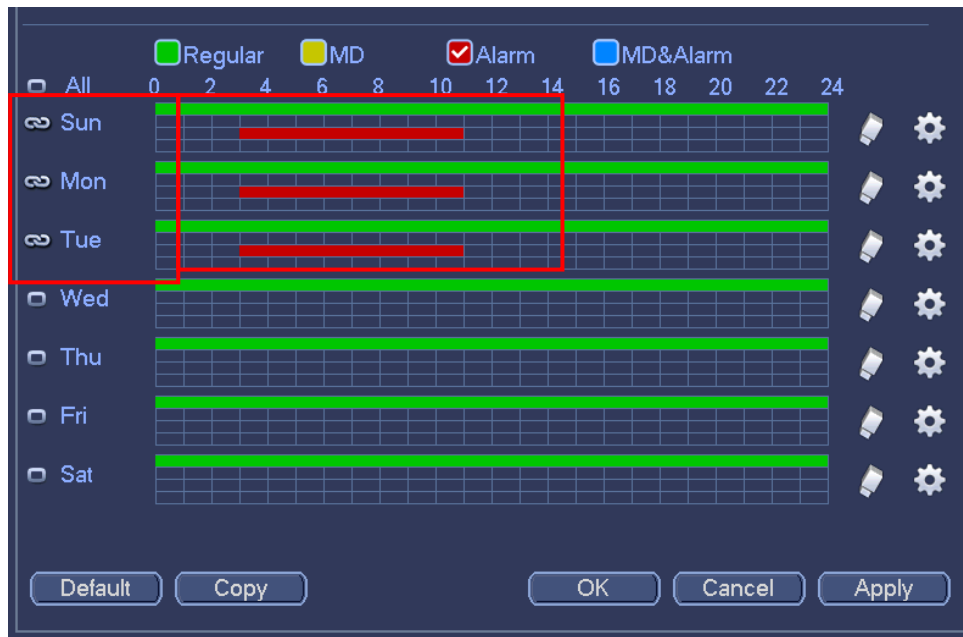 Regular MD Alarm MD&Alarm
All 0 2 4 6 8 10 12 14 16 18 20 22 24
Sun
Mon
Tue
Wed
Thu
Fri
Sat
Default Copy OK Cancel Apply